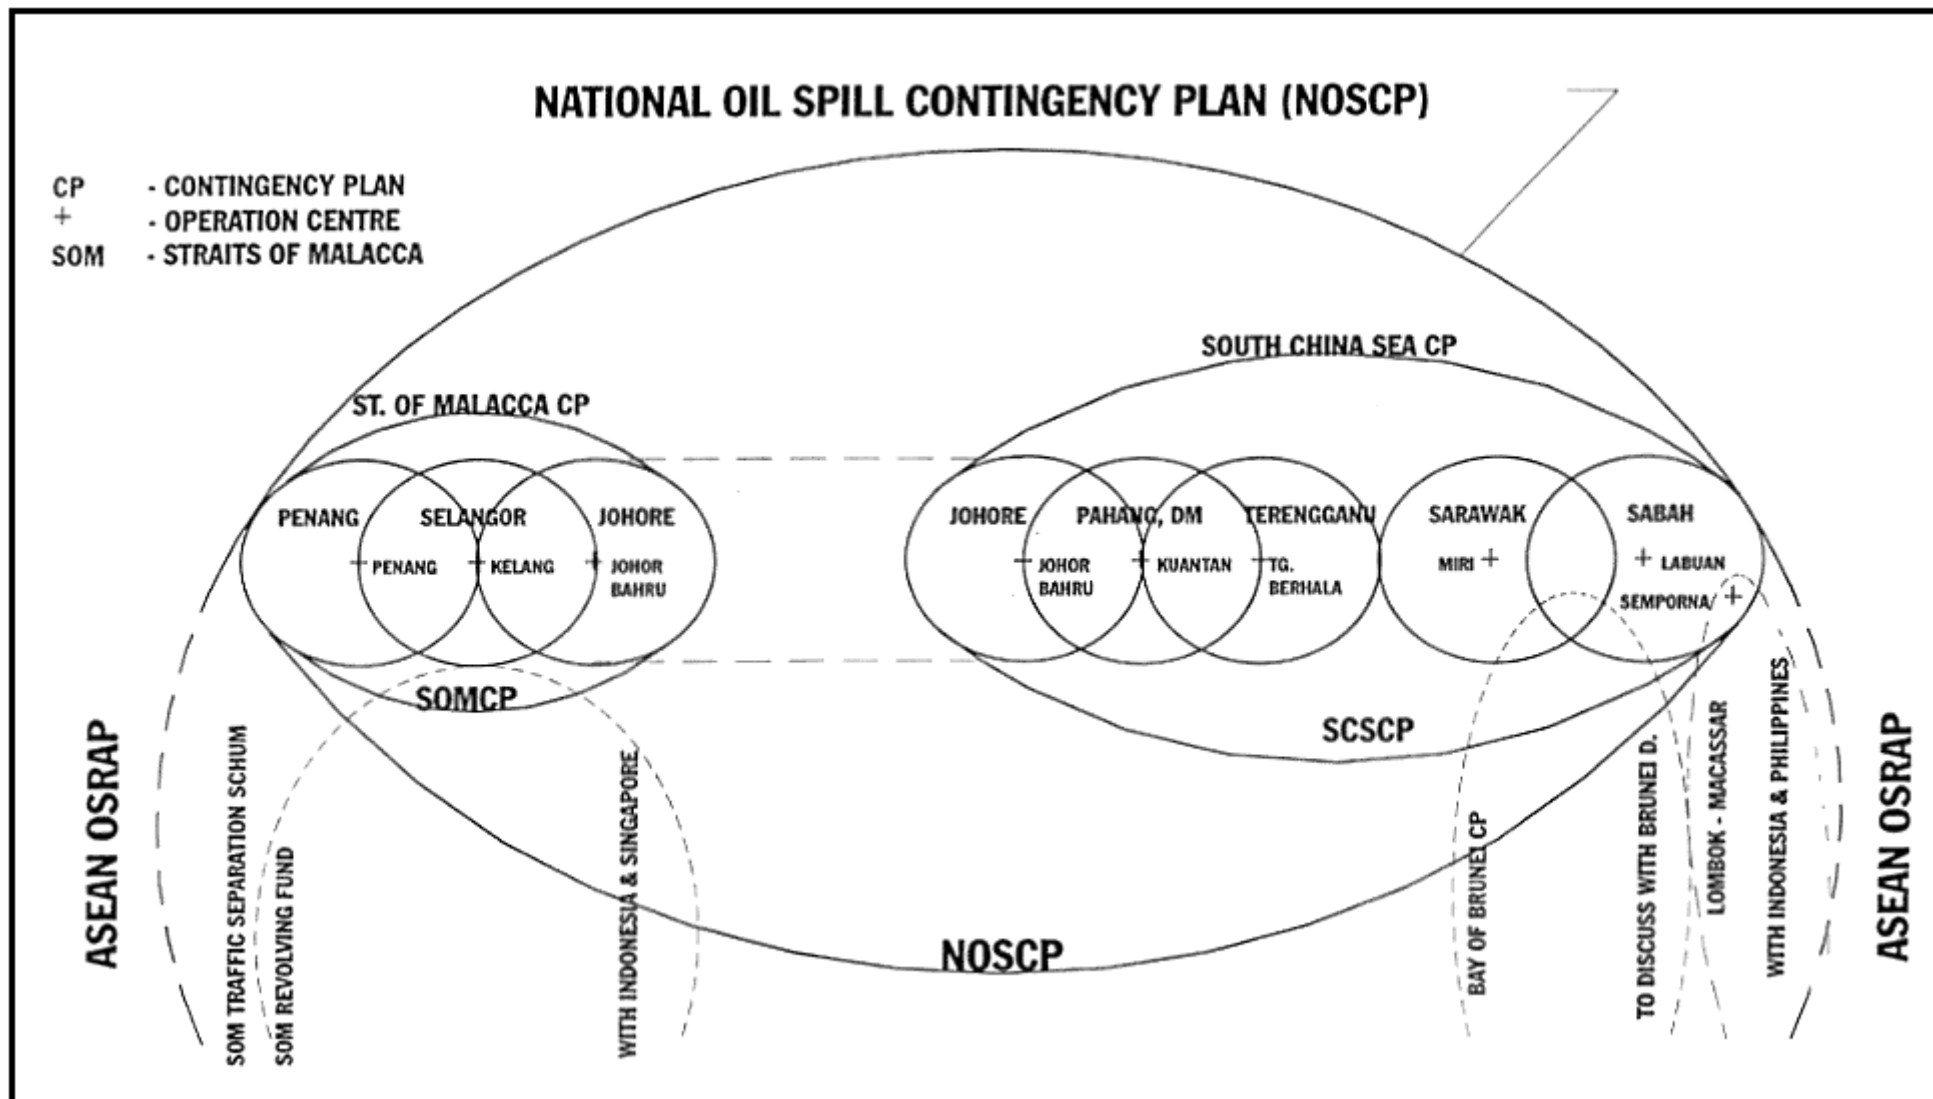 NATIONAL OIL SPILL CONTINGENCY PLAN (NOSCP)
CP - CONTINGENCY PLAN
+ - OPERATION CENTRE
SOM - STRAITS OF MALACCA
SOUTH CHINA SEA CP
ST. OF MALACCA CP
PENANG
SELANGOR
JOHORE
JOHORE
PAHANG, DM
TERENGGANU
SARAWAK
SABAH
+ PENANG
+ KELANG
+ JOHOR
BAHRU
+ JOHOR
BAHRU
+ KUANTAN
+ TG.
BERHALA
MIRI +
+ LABUAN
SEMPORNA +
SOMCP
SCSCP
NOSCP
ASEAN OSRAP
SOM TRAFFIC SEPARATION SCHUM
SOM REVOLVING FUND
WITH INDONESIA & SINGAPORE
BAY OF BRUNEI CP
TO DISCUSS WITH BRUNEI D.
LOMBOK - MACASSAR
WITH INDONESIA & PHILIPPINES
ASEAN OSRAP